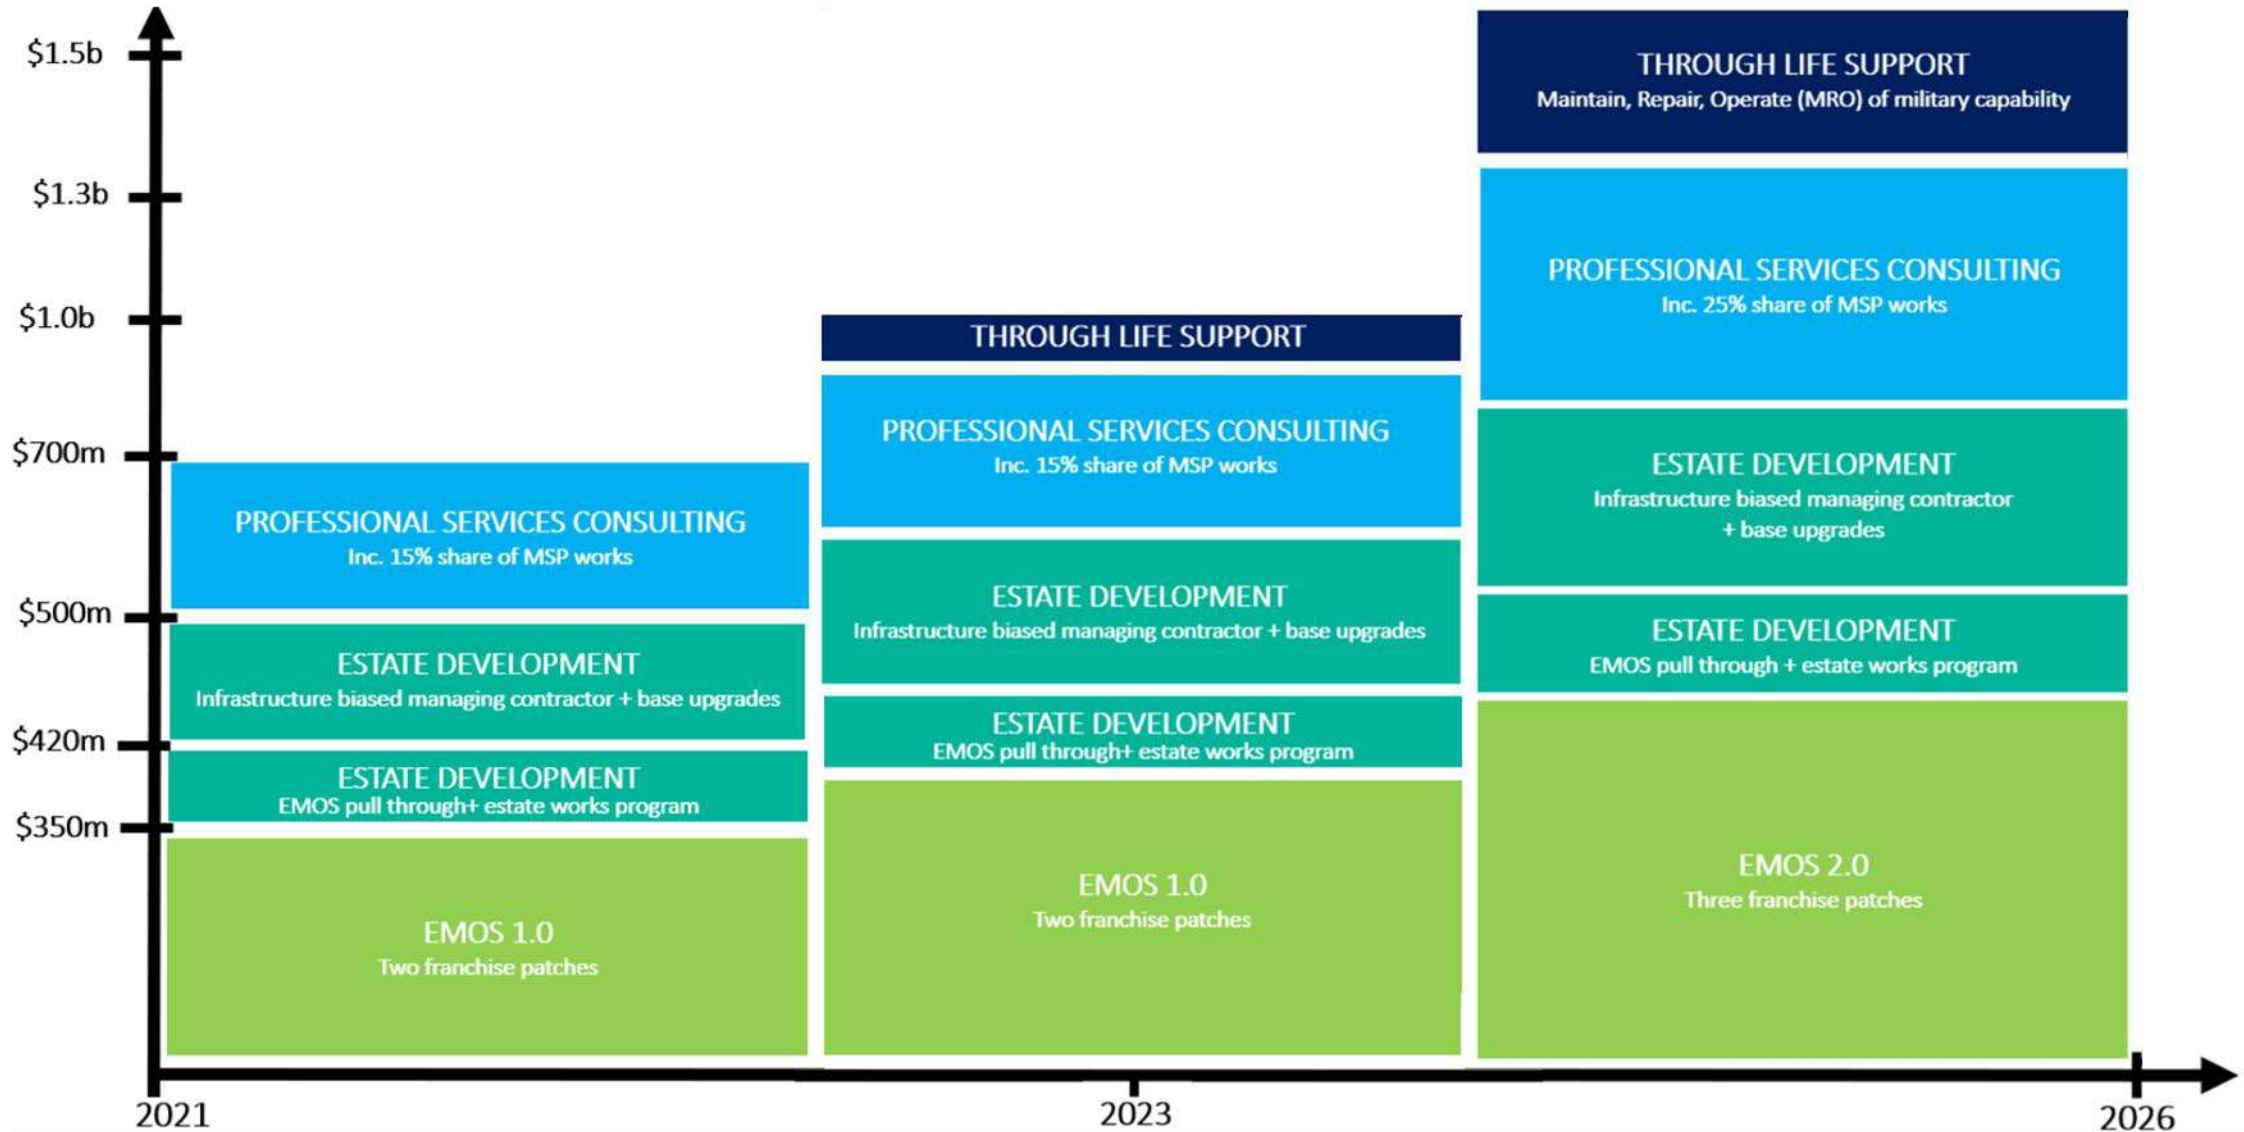 $1.5b
$1.3b
$1.0b
$700m
$500m
$420m
$350m
PROFESSIONAL SERVICES CONSULTING
Inc. 15% share of MSP works
ESTATE DEVELOPMENT
Infrastructure biased managing contractor + base upgrades
ESTATE DEVELOPMENT
EMOS pull through+ estate works program
EMOS 1.0
Two franchise patches
THROUGH LIFE SUPPORT
PROFESSIONAL SERVICES CONSULTING
Inc. 15% share of MSP works
ESTATE DEVELOPMENT
Infrastructure biased managing contractor + base upgrades
ESTATE DEVELOPMENT
EMOS pull through+ estate works program
EMOS 1.0
Two franchise patches
THROUGH LIFE SUPPORT
Maintain, Repair, Operate (MRO) of military capability
PROFESSIONAL SERVICES CONSULTING
Inc. 25% share of MSP works
ESTATE DEVELOPMENT
Infrastructure biased managing contractor
+ base upgrades
ESTATE DEVELOPMENT
EMOS pull through + estate works program
EMOS 2.0
Three franchise patches
2021
2023
2026